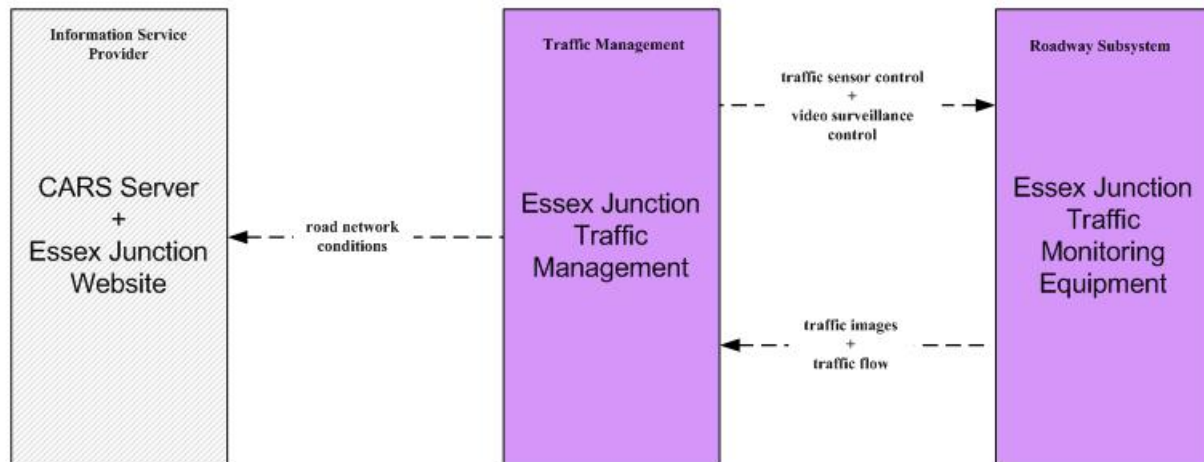 Information Service
Provider
CARS Server
+
Essex Junction
Website
road network
conditions
Traffic Management
Essex Junction
Traffic
Management
traffic sensor control
+
video surveillance
control
traffic images
+
traffic flow
Roadway Subsystem
Essex Junction
Traffic
Monitoring
Equipment